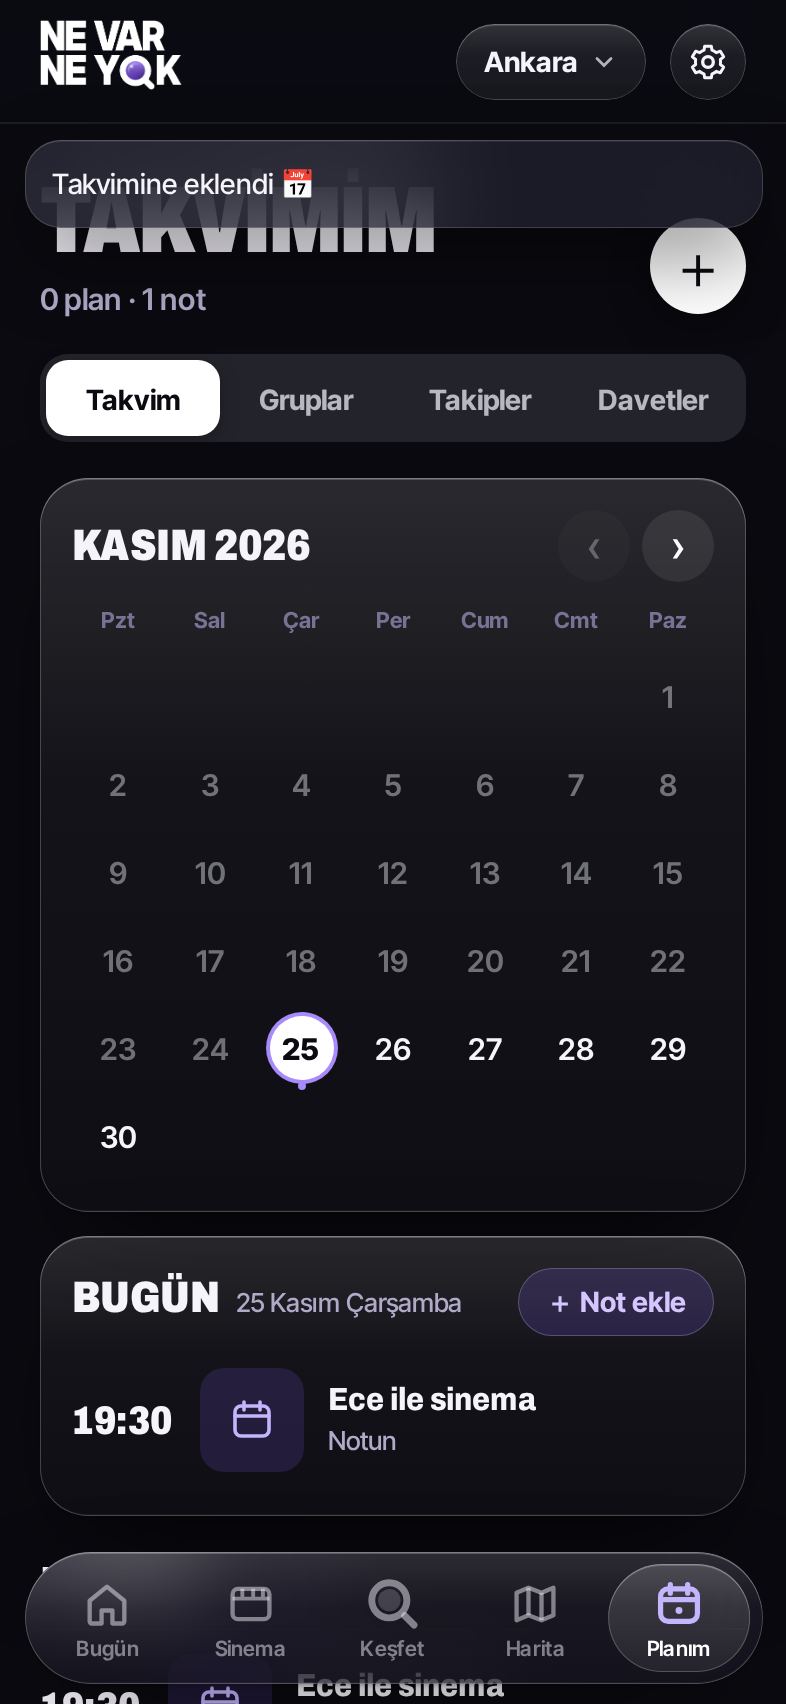 NE VAR
NE YOK
Ankara
Takvimine eklendi 📅
TAKVİMİM
0 plan · 1 not
Takvim Gruplar Takipler Davetler
KASIM 2026
Pzt Sal Çar Per Cum Cmt Paz
1
2 3 4 5 6 7 8
9 10 11 12 13 14 15
16 17 18 19 20 21 22
23 24 25 26 27 28 29
30
BUGÜN 25 Kasım Çarşamba + Not ekle
19:30 Ece ile sinema
Notun
Bugün Sinema Keşfet Harita Planım
19:30 Ece ile sinema